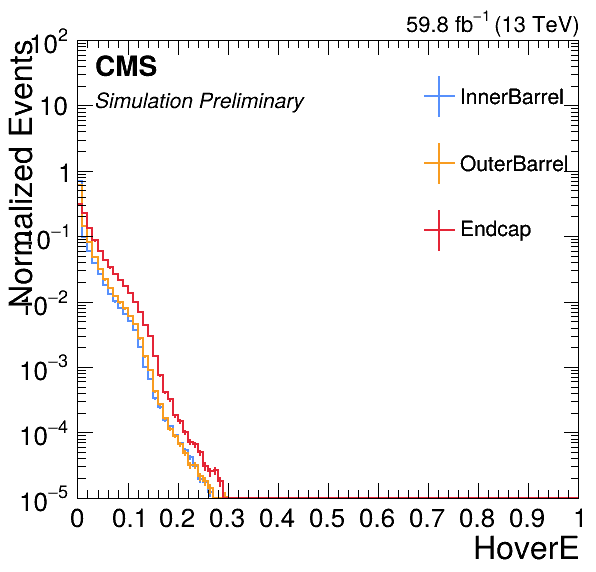 59.8 fb⁻¹ (13 TeV)
CMS
Simulation Preliminary
InnerBarrel
OuterBarrel
Endcap
Normalized Events
10²
10
1
10⁻¹
10⁻²
10⁻³
10⁻⁴
10⁻⁵
0 0.1 0.2 0.3 0.4 0.5 0.6 0.7 0.8 0.9 1
HoverE